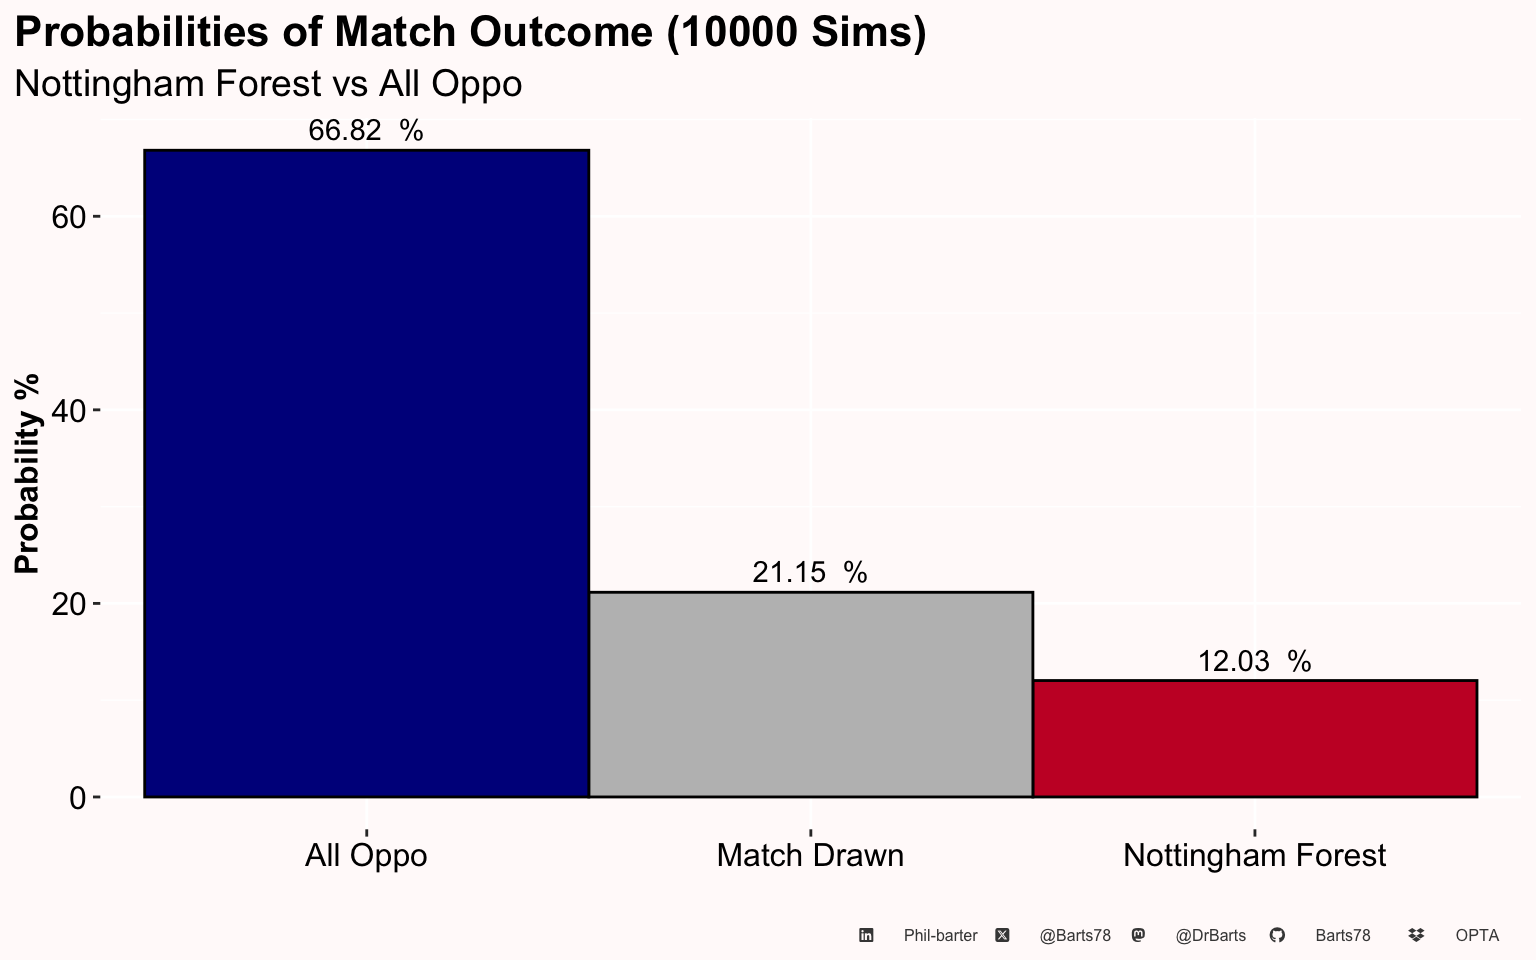 Probabilities of Match Outcome (10000 Sims)
Nottingham Forest vs All Oppo
66.82 %
60
Probability %
40
21.15 %
20
12.03 %
0
All Oppo Match Drawn Nottingham Forest
Phil-barter @Barts78 @DrBarts Barts78 OPTA